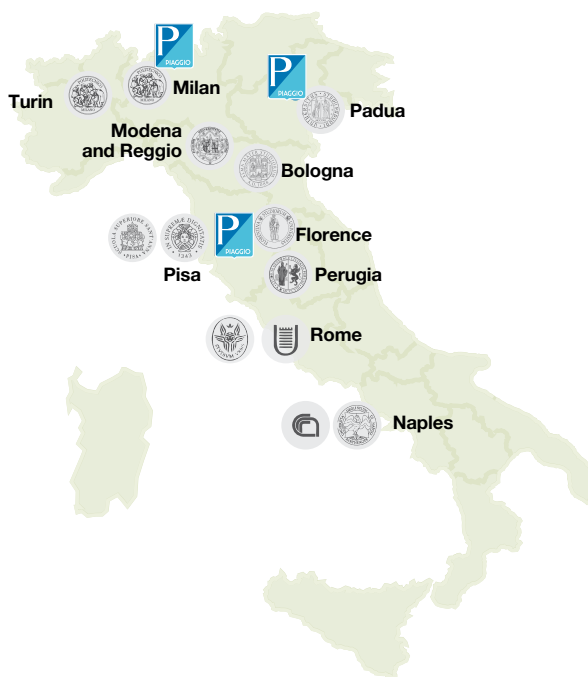 P
PIAGGIO
P
PIAGGIO
Turin
Milan
Padua
Modena
and Reggio
Bologna
P
PIAGGIO
Florence
Pisa
Perugia
Rome
Naples